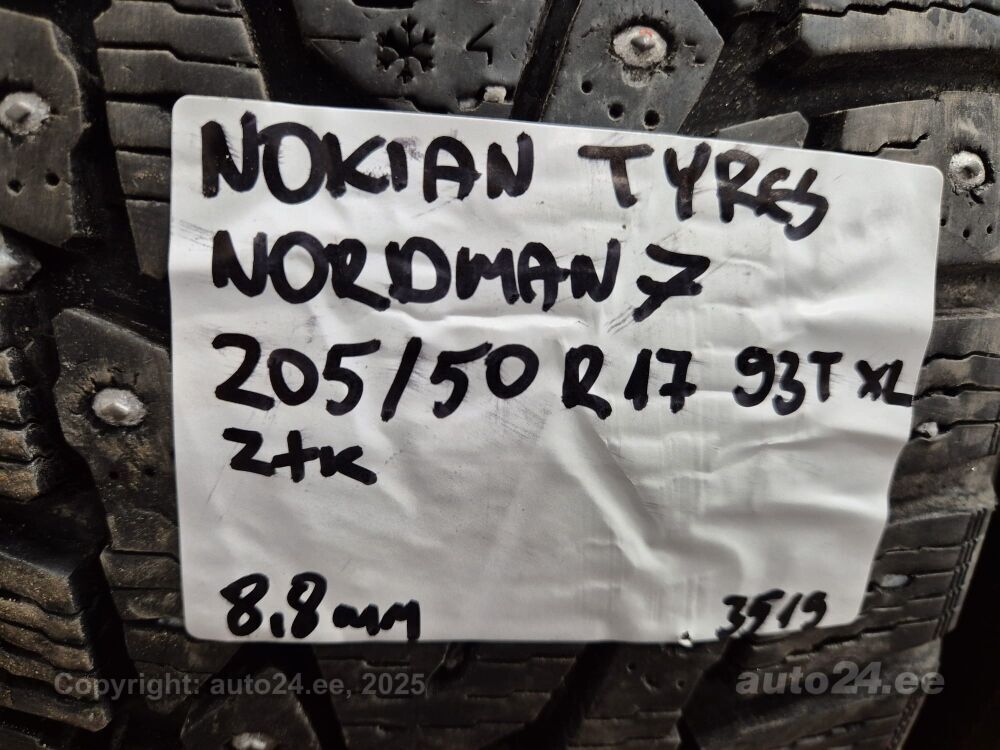 NOKIAN TYRES
NORDMAN 7
205/50 R17 93T XL
2tk
8,8mm 3519
Copyright: auto24.ee, 2025 auto24.ee